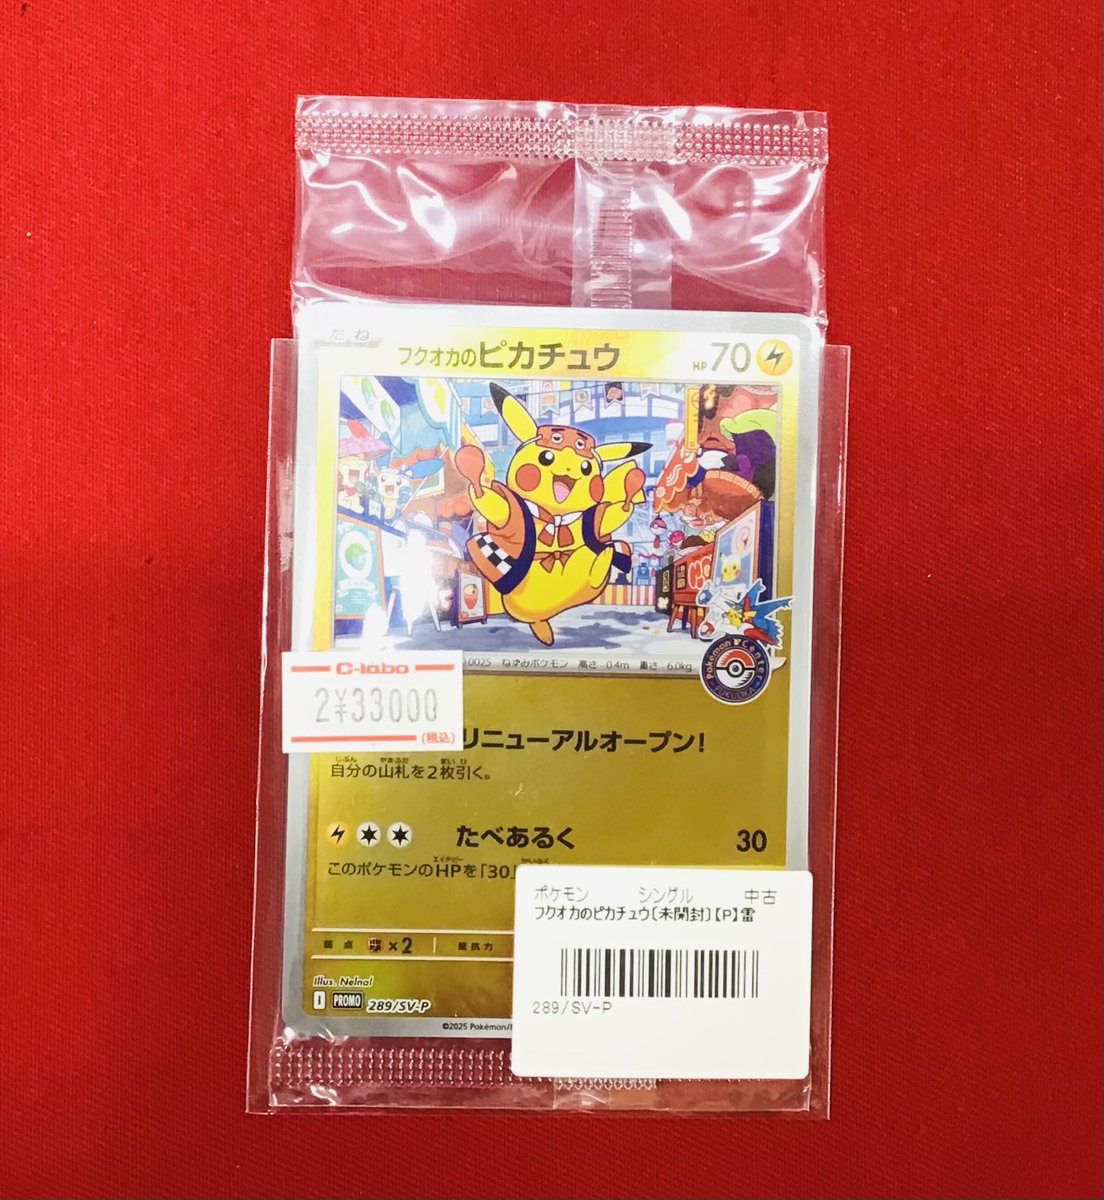 たね
フクオカのピカチュウ
HP 70
Pokémon Center
FUKUOKA
0025 ねずみポケモン 高さ:0.4m 重さ:6.0kg
C-labo
2¥33000
(税込)
リニューアルオープン!
自分の山札を2枚引く。
たべあるく 30
このポケモンのHPを「30」
弱点 ×2 抵抗力
Illus. Nelnal
I PROMO 289/SV-P
©2025 Pokémon/
ポケモン シングル 中古
フクオカのピカチュウ〔未開封〕【P】雷
289/SV-P